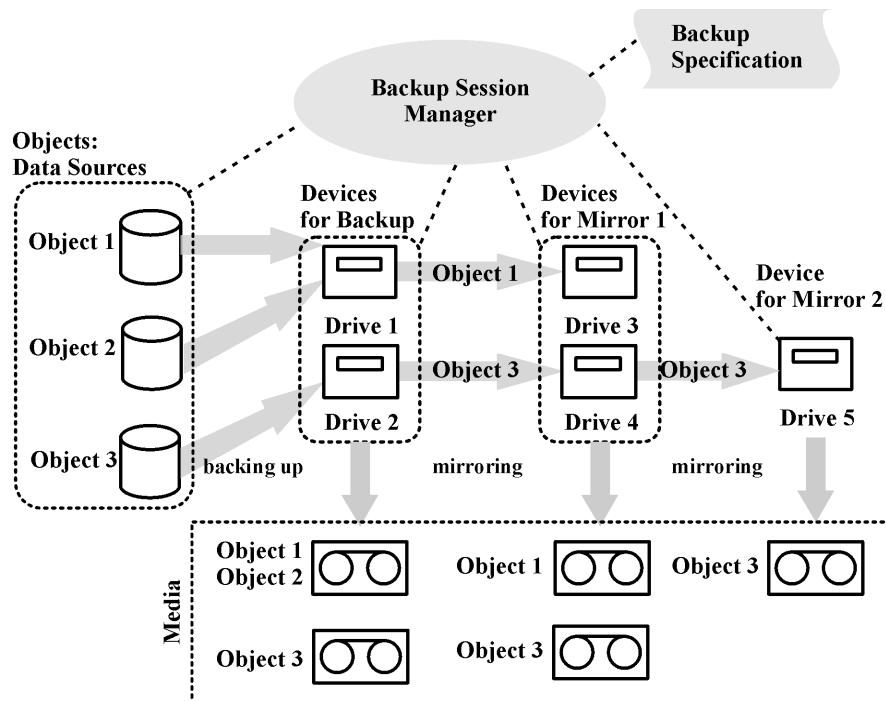 Backup
Specification
Backup Session
Manager
Objects:
Data Sources
Devices
for Backup
Devices
for Mirror 1
Device
for Mirror 2
Object 1
Object 1
Drive 1
Drive 3
Object 2
Object 3
Object 3
Drive 2
Drive 4
Drive 5
Object 3
backing up
mirroring
mirroring
Media
Object 1
Object 2
Object 1
Object 3
Object 3
Object 3